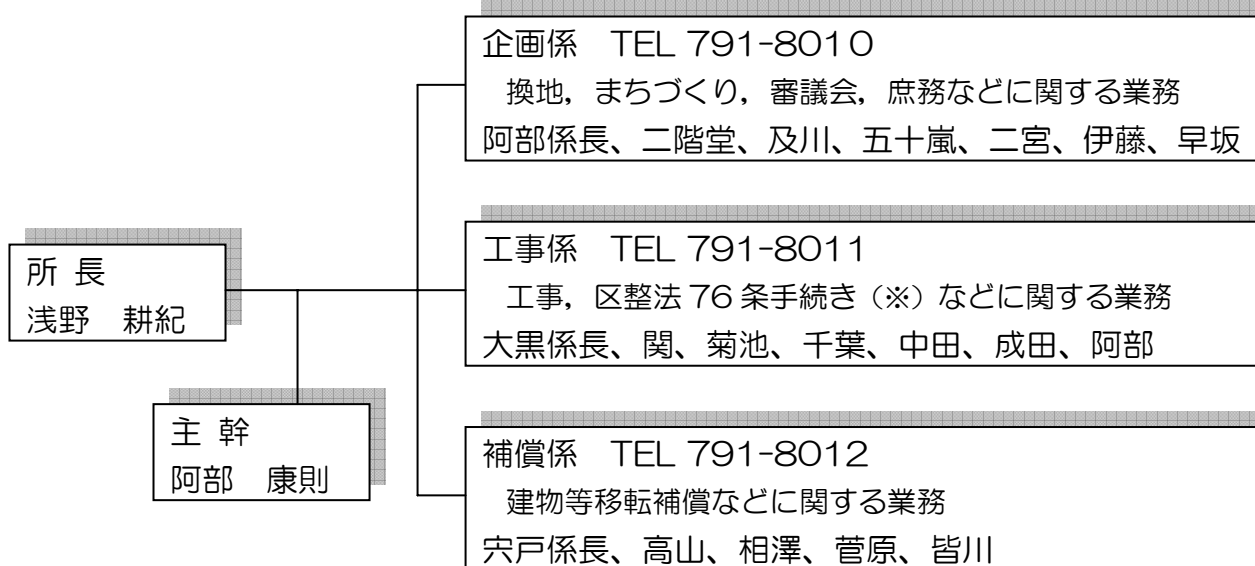 企画係　TEL 791-8010
換地，まちづくり，審議会，庶務などに関する業務
阿部係長、二階堂、及川、五十嵐、二宮、伊藤、早坂
工事係　TEL 791-8011
工事，区整法 76 条手続き（※）などに関する業務
大黒係長、関、菊池、千葉、中田、成田、阿部
所 長
浅野　耕紀
主 幹
阿部　康則
補償係　TEL 791-8012
建物等移転補償などに関する業務
宍戸係長、高山、相澤、菅原、皆川